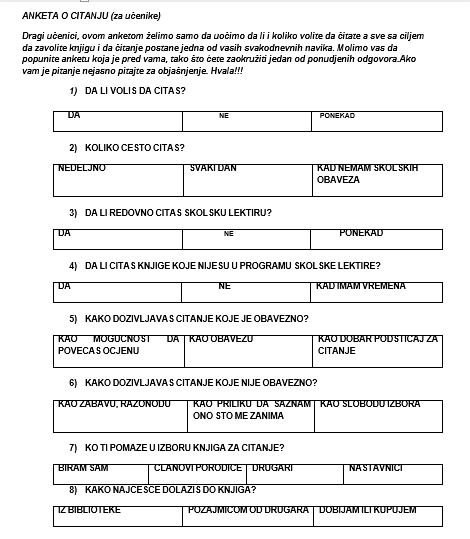 ANKETA O CITANJU (za učenike)
Dragi učenici, ovom anketom želimo samo da uočimo da li i koliko volite da čitate a sve sa ciljem
da zavolite knjigu i da čitanje postane jedan od vasih svakodnevnih navika. Molimo vas da
popunite anketu koja je pred vama, tako što ćete zaokružiti jedan od ponudjenih odgovora.Ako
vam je pitanje nejasno pitajte za objašnjenje. Hvala!!!
1) DA LI VOLIS DA CITAS?
DA NE PONEKAD
2) KOLIKO CESTO CITAS?
NEDELJNO SVAKI DAN KAD NEMAM SKOLSKIH
OBAVEZA
3) DA LI REDOVNO CITAS SKOLSKU LEKTIRU?
DA NE PONEKAD
4) DA LI CITAS KNJIGE KOJE NIJESU U PROGRAMU SKOLSKE LEKTIRE?
DA NE KAD IMAM VREMENA
5) KAKO DOZIVLJAVAS CITANJE KOJE JE OBAVEZNO?
KAO MOGUCNOST DA KAO OBAVEZU KAO DOBAR PODSTICAJ ZA
POVECAS OCJENU CITANJE
6) KAKO DOZIVLJAVAS CITANJE KOJE NIJE OBAVEZNO?
KAO ZABAVU, RAZONODU KAO PRILIKU DA SAZNAM KAO SLOBODU IZBORA
ONO STO ME ZANIMA
7) KO TI POMAZE U IZBORU KNJIGA ZA CITANJE?
BIRAM SAM CLANOVI PORODICE DRUGARI NASTAVNICI
8) KAKO NAJCESCE DOLAZIS DO KNJIGA?
IZ BIBLIOTEKE POZAJMICOM OD DRUGARA DOBIJAM ILI KUPUJEM